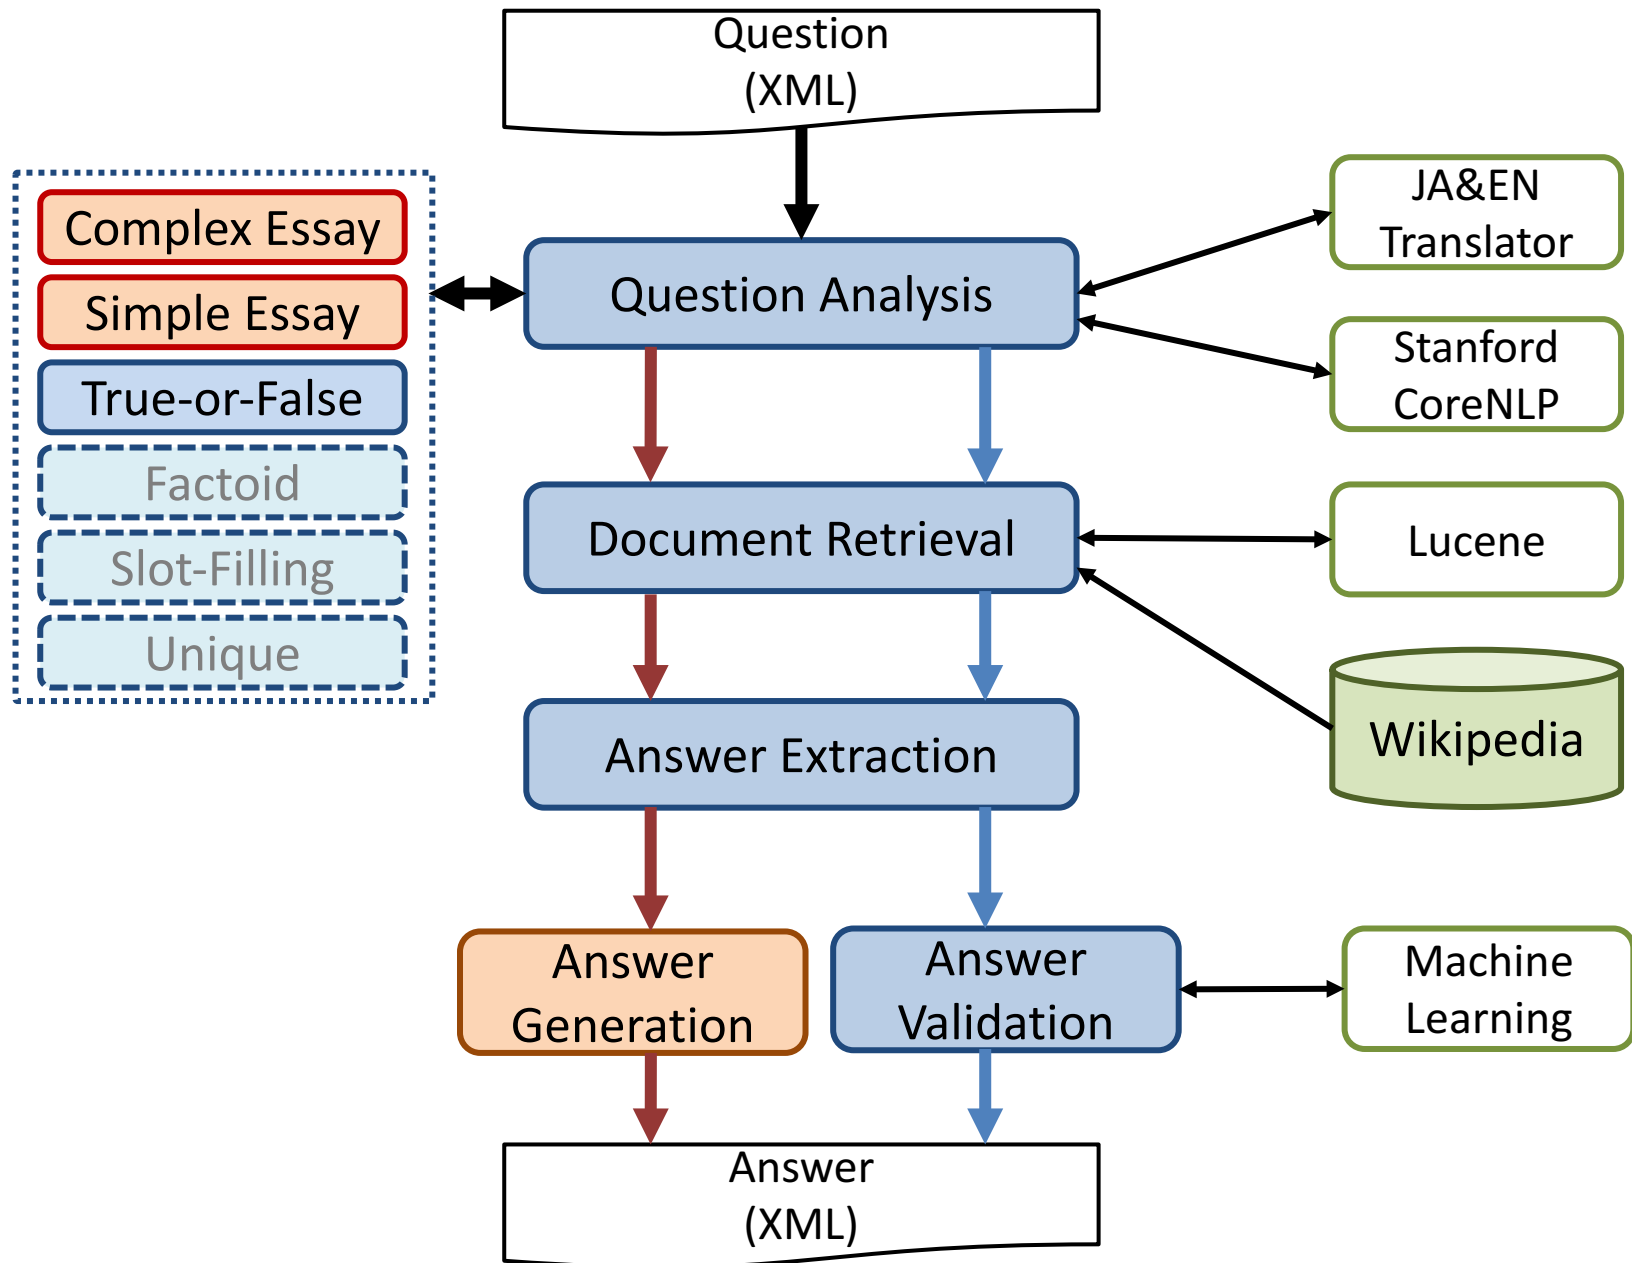 Question
(XML)
Complex Essay
Simple Essay
True-or-False
Factoid
Slot-Filling
Unique
Question Analysis
JA&EN
Translator
Stanford
CoreNLP
Document Retrieval
Lucene
Wikipedia
Answer Extraction
Answer
Generation
Answer
Validation
Machine
Learning
Answer
(XML)